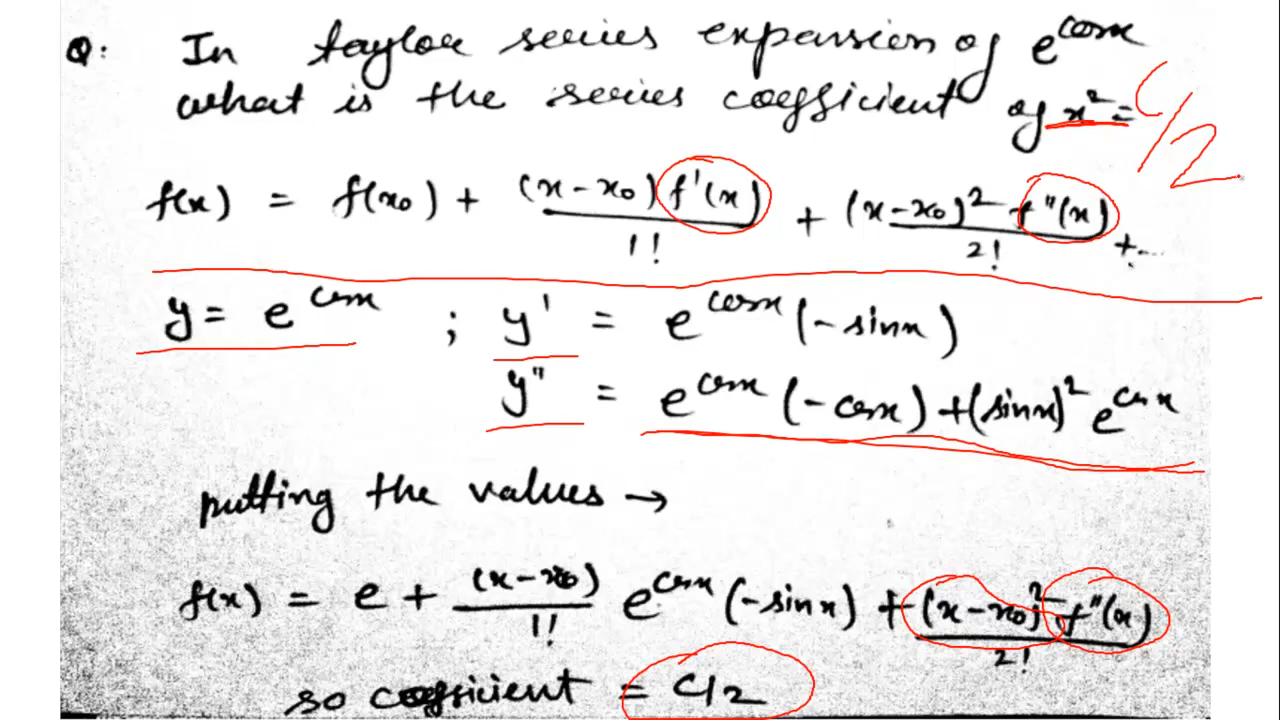 Q: In taylor series expansion of e^cosx
what is the series coefficient of x² = c/2
f(x) = f(x₀) + (x-x₀) f'(x)/1! + (x-x₀)² f''(x)/2! + ...
y = e^cosx ; y' = e^cosx (-sinx)
y'' = e^cosx (-cosx) + (sinx)² e^cosx
putting the values →
f(x) = e + (x-x₀)/1! e^cosx (-sinx) + (x-x₀)² f''(x)/2!
so coefficient = c/2